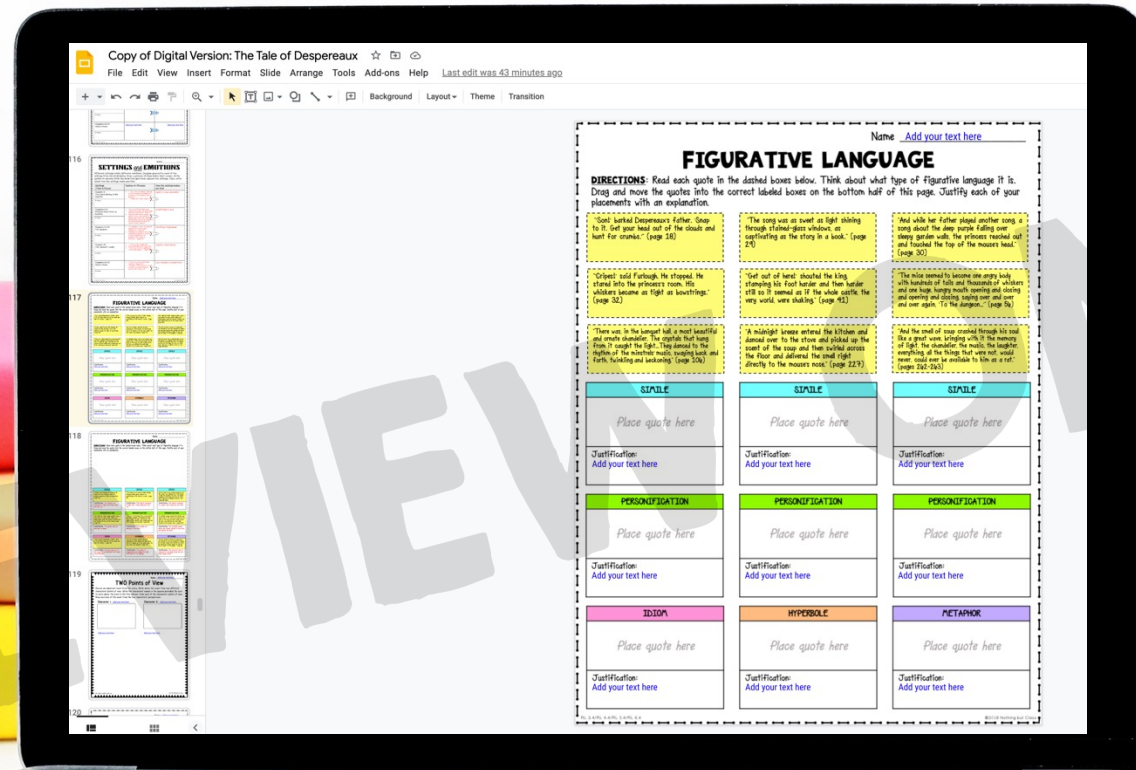 Copy of Digital Version: The Tale of Despereaux
File Edit View Insert Format Slide Arrange Tools Add-ons Help Last edit was 43 minutes ago
Background Layout Theme Transition
116
SETTINGS and EMOTIONS
117
FIGURATIVE LANGUAGE
118
FIGURATIVE LANGUAGE
119
TWO Points of View
120
Name Add your text here
FIGURATIVE LANGUAGE
DIRECTIONS: Read each quote in the dashed boxes below. Think about what type of figurative language it is.
Drag and move the quotes into the correct labeled boxes on the bottom half of this page. Justify each of your
placements with an explanation.
"Son!" barked Despereaux's father. "Snap
to it. Get your head out of the clouds and
hunt for crumbs." (page 18)
"The song was as sweet as light shining
through stained-glass windows, as
captivating as the story in a book." (page
29)
"And while her father played another song, a
song about the deep purple falling over
sleepy garden walls, the princess reached out
and touched the top of the mouse's head."
(page 30)
"Cripes!" said Furlough. He stopped. He
stared into the princess's room. His
whiskers became as tight as bowstrings."
(page 32)
"Get out of here!" shouted the king,
stamping his foot harder and then harder
still so it seemed as if the whole castle, the
very world, were shaking." (page 41)
"The mice seemed to become one angry body
with hundreds of tails and thousands of whiskers
and one huge, hungry mouth opening and closing
and opening and closing, saying over and over
and over again, "To the dungeon..."
"There was, in the banquet hall, a most beautiful
and ornate chandelier. The crystals that hung
from it caught the light...They danced to the
rhythm of the minstrel's music, swaying back and
forth, twinkling and beckoning." (page 106)
"A midnight breeze entered the kitchen and
danced over to the stove and picked up the
scent of the soup and then swirled across
the floor and delivered the smell right
directly to the mouse's nose." (page 227)
"And the smell of soup crashed through his soul
like a great wave, bringing with it the memory
of light, the chandelier, the music, the laughter,
everything, all the things that were not, would
never, could ever be available to him as a rat."
(pages 262-263)
SIMILE SIMILE SIMILE
Place quote here Place quote here Place quote here
Justification: Justification: Justification:
Add your text here Add your text here Add your text here
PERSONIFICATION PERSONIFICATION PERSONIFICATION
Place quote here Place quote here Place quote here
Justification: Justification: Justification:
Add your text here Add your text here Add your text here
IDIOM HYPERBOLE METAPHOR
Place quote here Place quote here Place quote here
Justification: Justification: Justification:
Add your text here Add your text here Add your text here